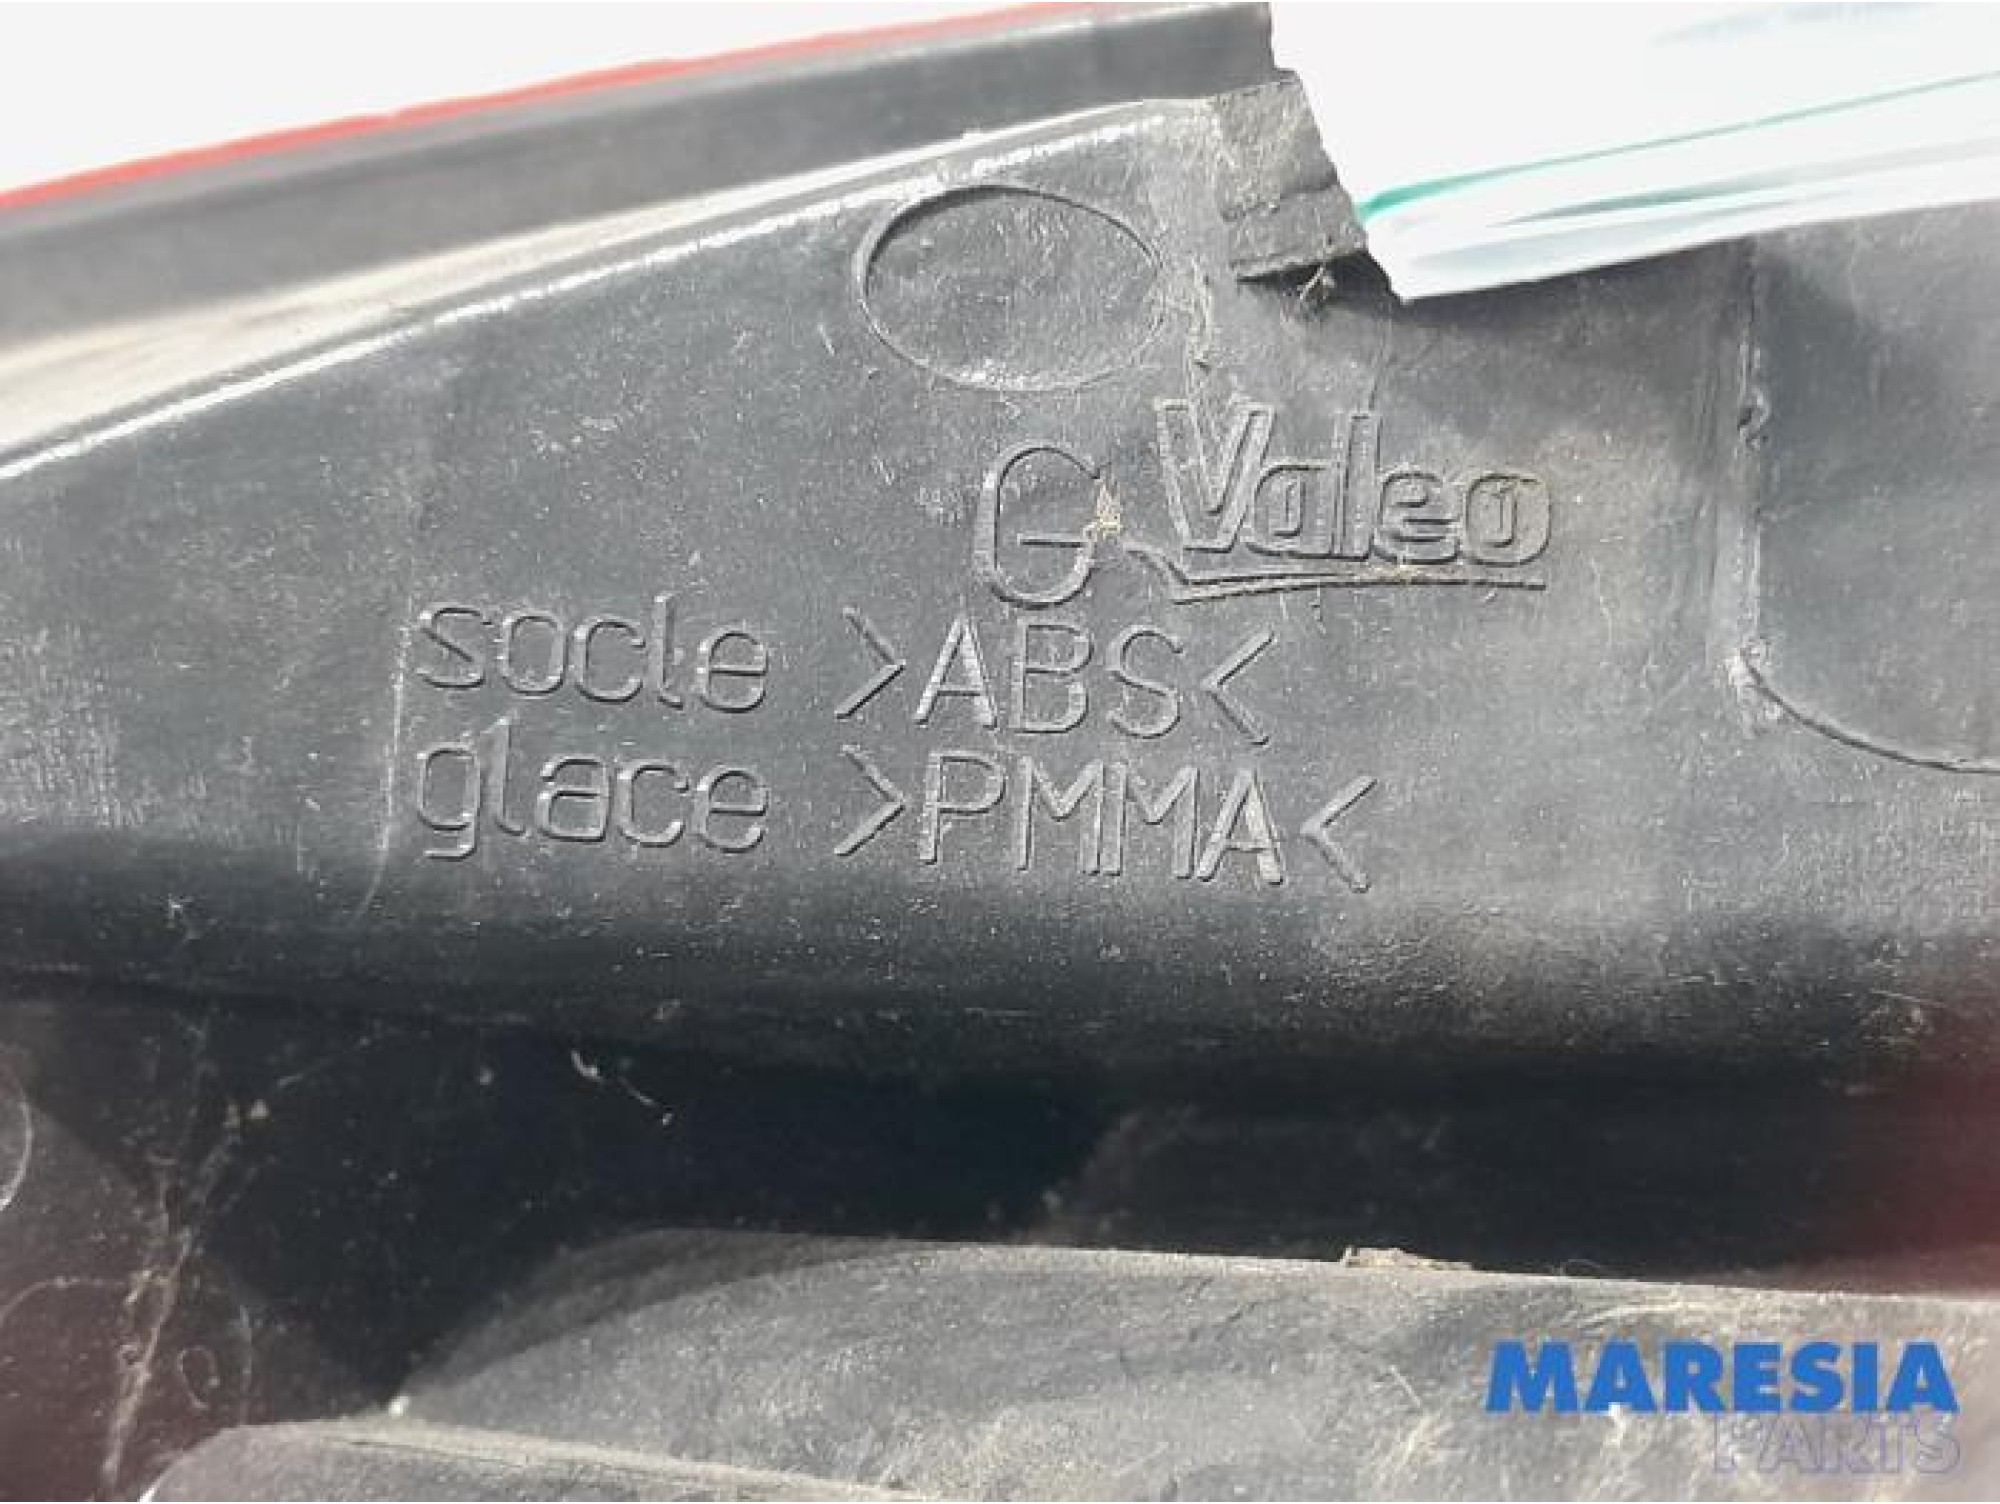 G Valeo
socle >ABS<
glace >PMMA<
MARESIA
PARTS